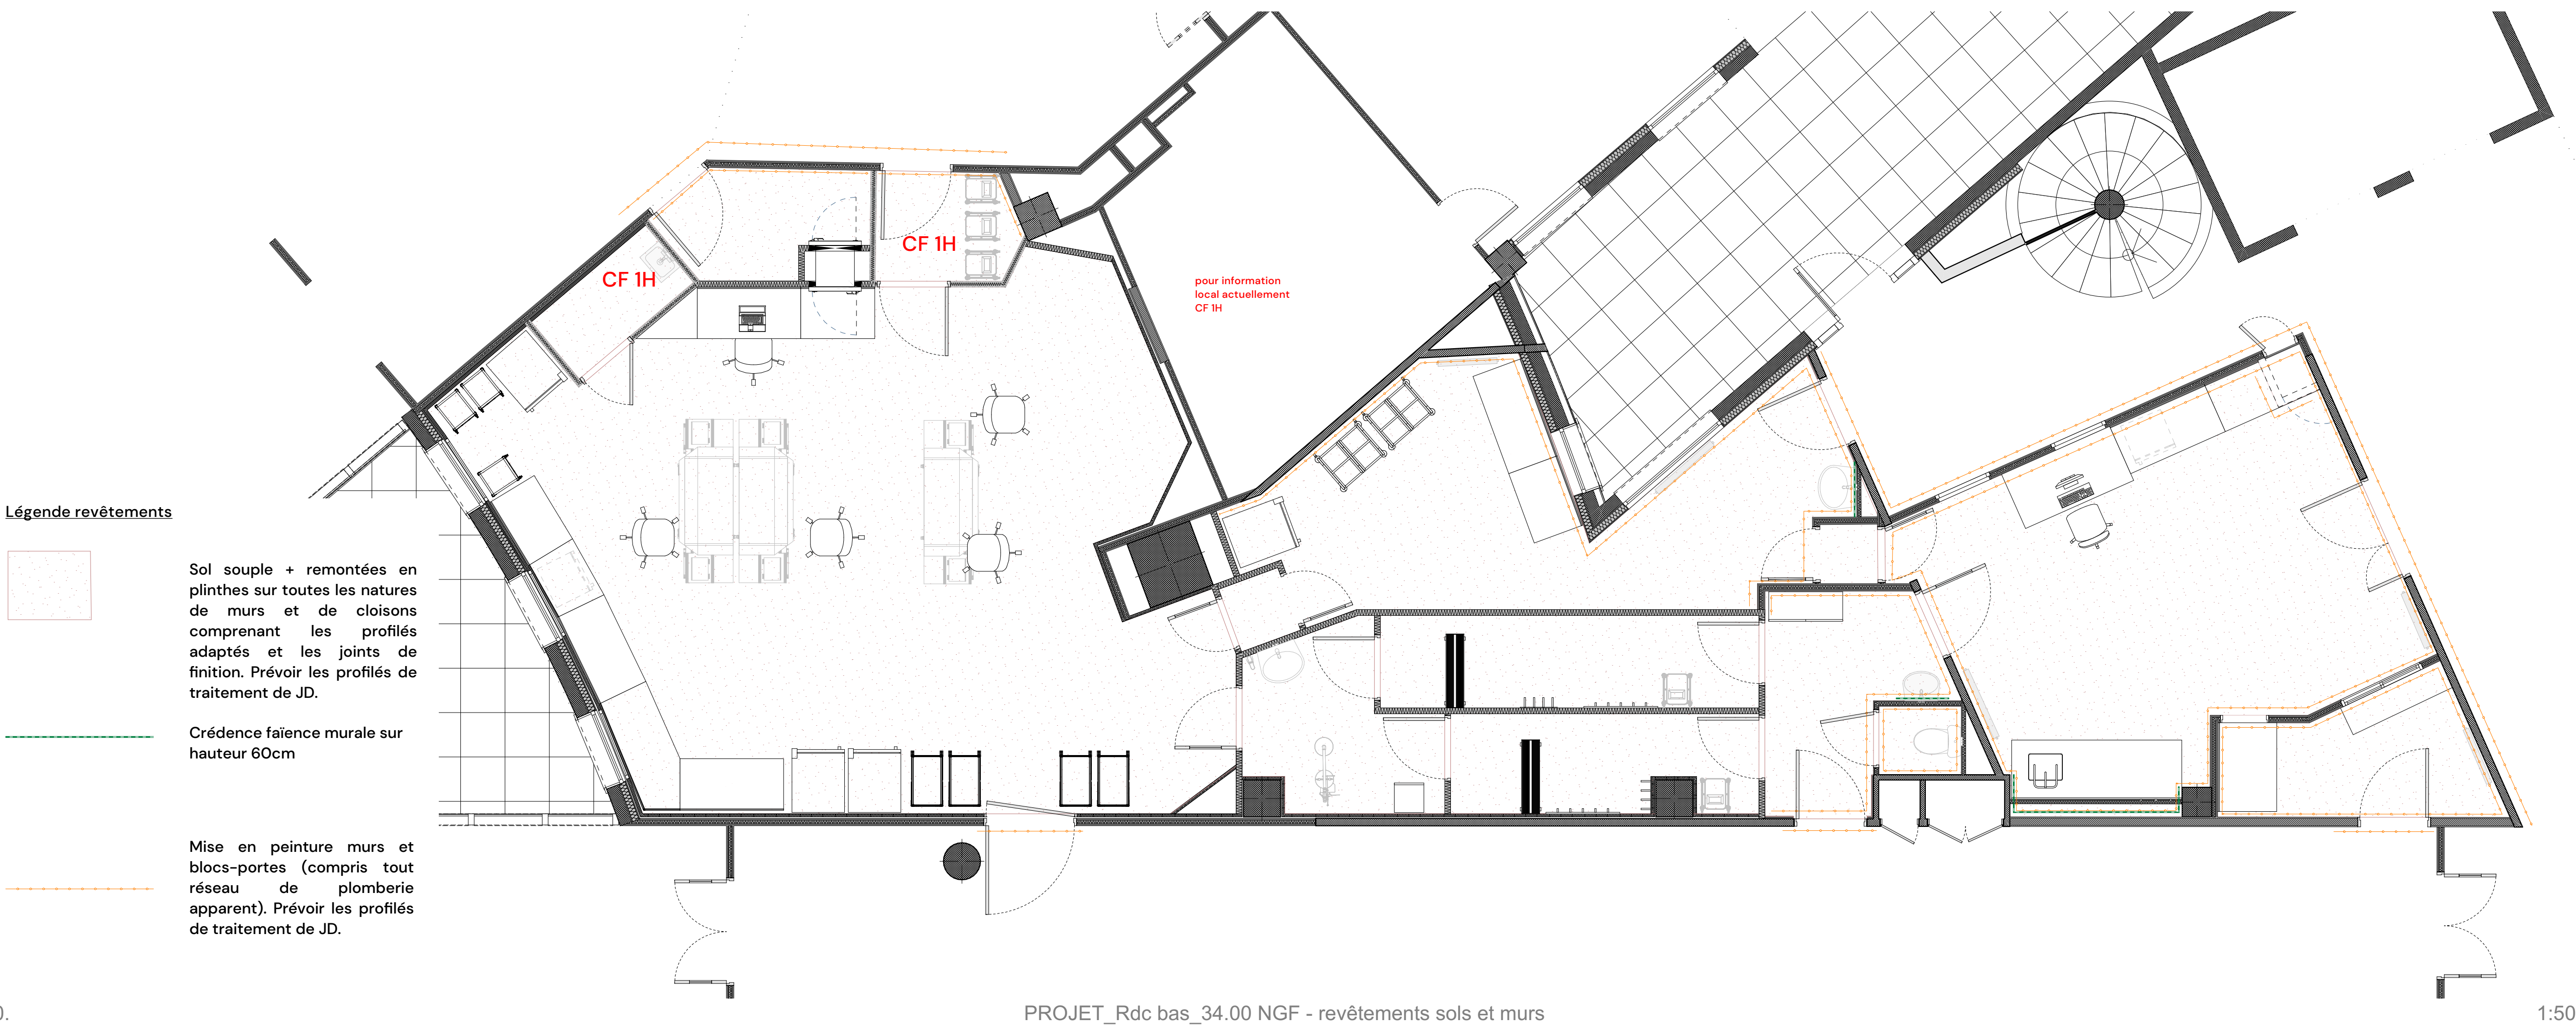 CF 1H
CF 1H
pour information
local actuellement
CF 1H
Légende revêtements
Sol souple + remontées en
plinthes sur toutes les natures
de murs et de cloisons
comprenant les profilés
adaptés et les joints de
finition. Prévoir les profilés de
traitement de JD.
Crédence faïence murale sur
hauteur 60cm
Mise en peinture murs et
blocs-portes (compris tout
réseau de plomberie
apparent). Prévoir les profilés
de traitement de JD.
0.
PROJET_Rdc bas_34.00 NGF - revêtements sols et murs
1:50